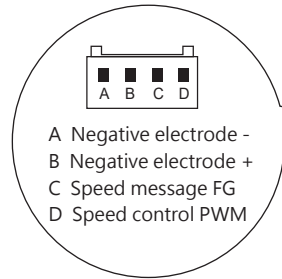 A B C D
A Negative electrode -
B Negative electrode +
C Speed message FG
D Speed control PWM